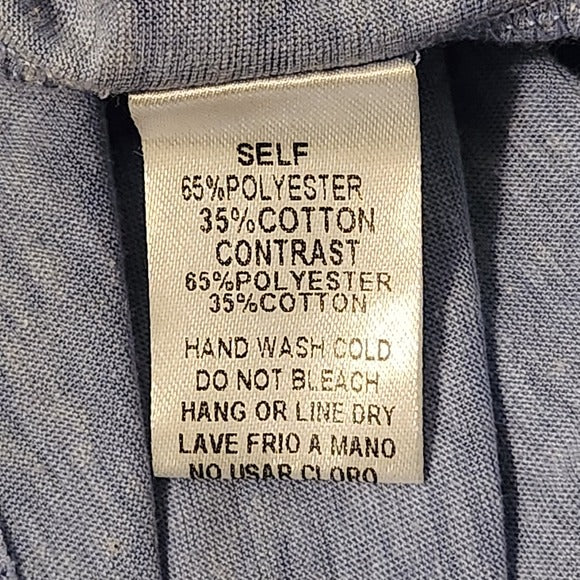 SELF
65%POLYESTER
35%COTTON
CONTRAST
65%POLYESTER
35%COTTON
HAND WASH COLD
DO NOT BLEACH
HANG OR LINE DRY
LAVE FRIO A MANO
NO USAR CLORO